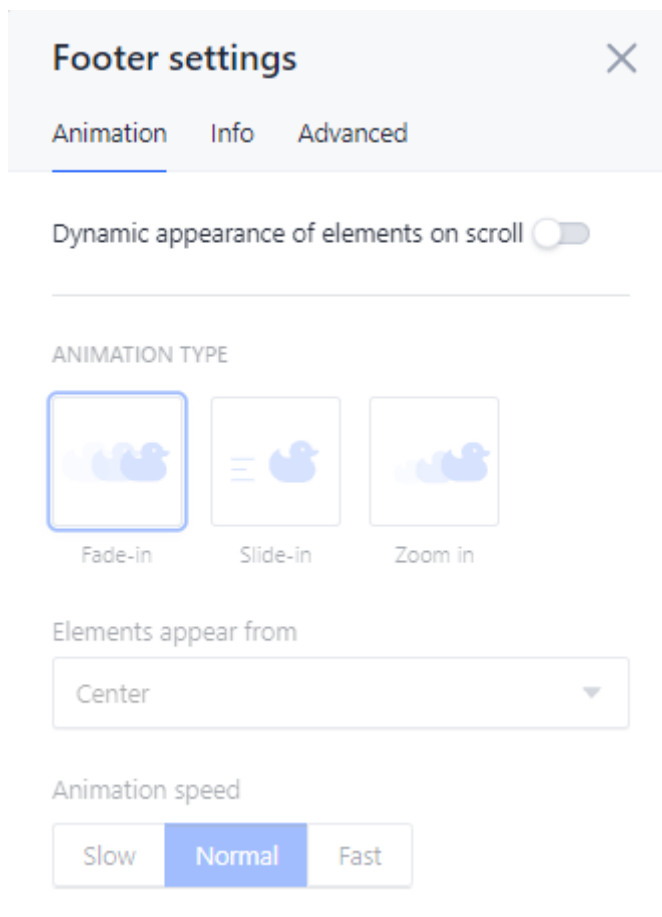 Footer settings
Animation Info Advanced
Dynamic appearance of elements on scroll
ANIMATION TYPE
Fade-in Slide-in Zoom in
Elements appear from
Center
Animation speed
Slow Normal Fast